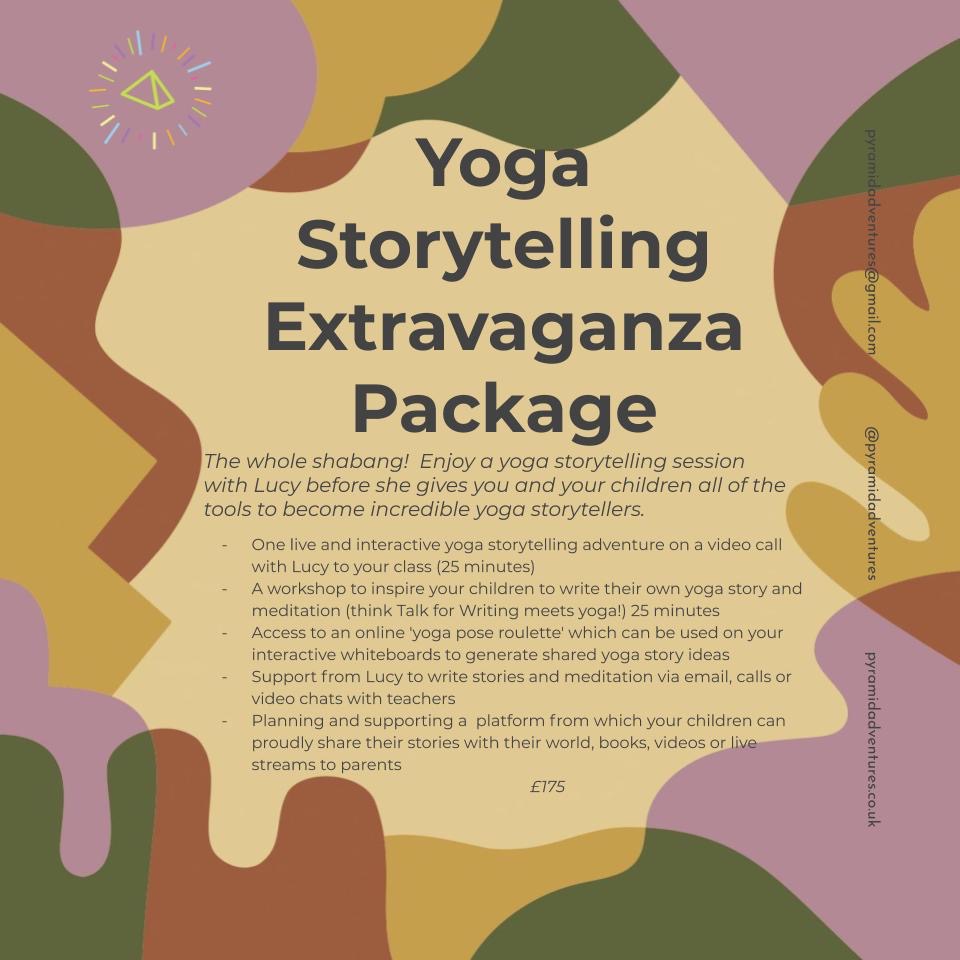 Yoga
Storytelling
Extravaganza
Package
The whole shabang!  Enjoy a yoga storytelling session
with Lucy before she gives you and your children all of the
tools to become incredible yoga storytellers.
- One live and interactive yoga storytelling adventure on a video call
with Lucy to your class (25 minutes)
- A workshop to inspire your children to write their own yoga story and
meditation (think Talk for Writing meets yoga!) 25 minutes
- Access to an online 'yoga pose roulette' which can be used on your
interactive whiteboards to generate shared yoga story ideas
- Support from Lucy to write stories and meditation via email, calls or
video chats with teachers
- Planning and supporting a  platform from which your children can
proudly share their stories with their world, books, videos or live
streams to parents
£175
pyramidadventures@gmail.com
@pyramidadventures
pyramidadventures.co.uk